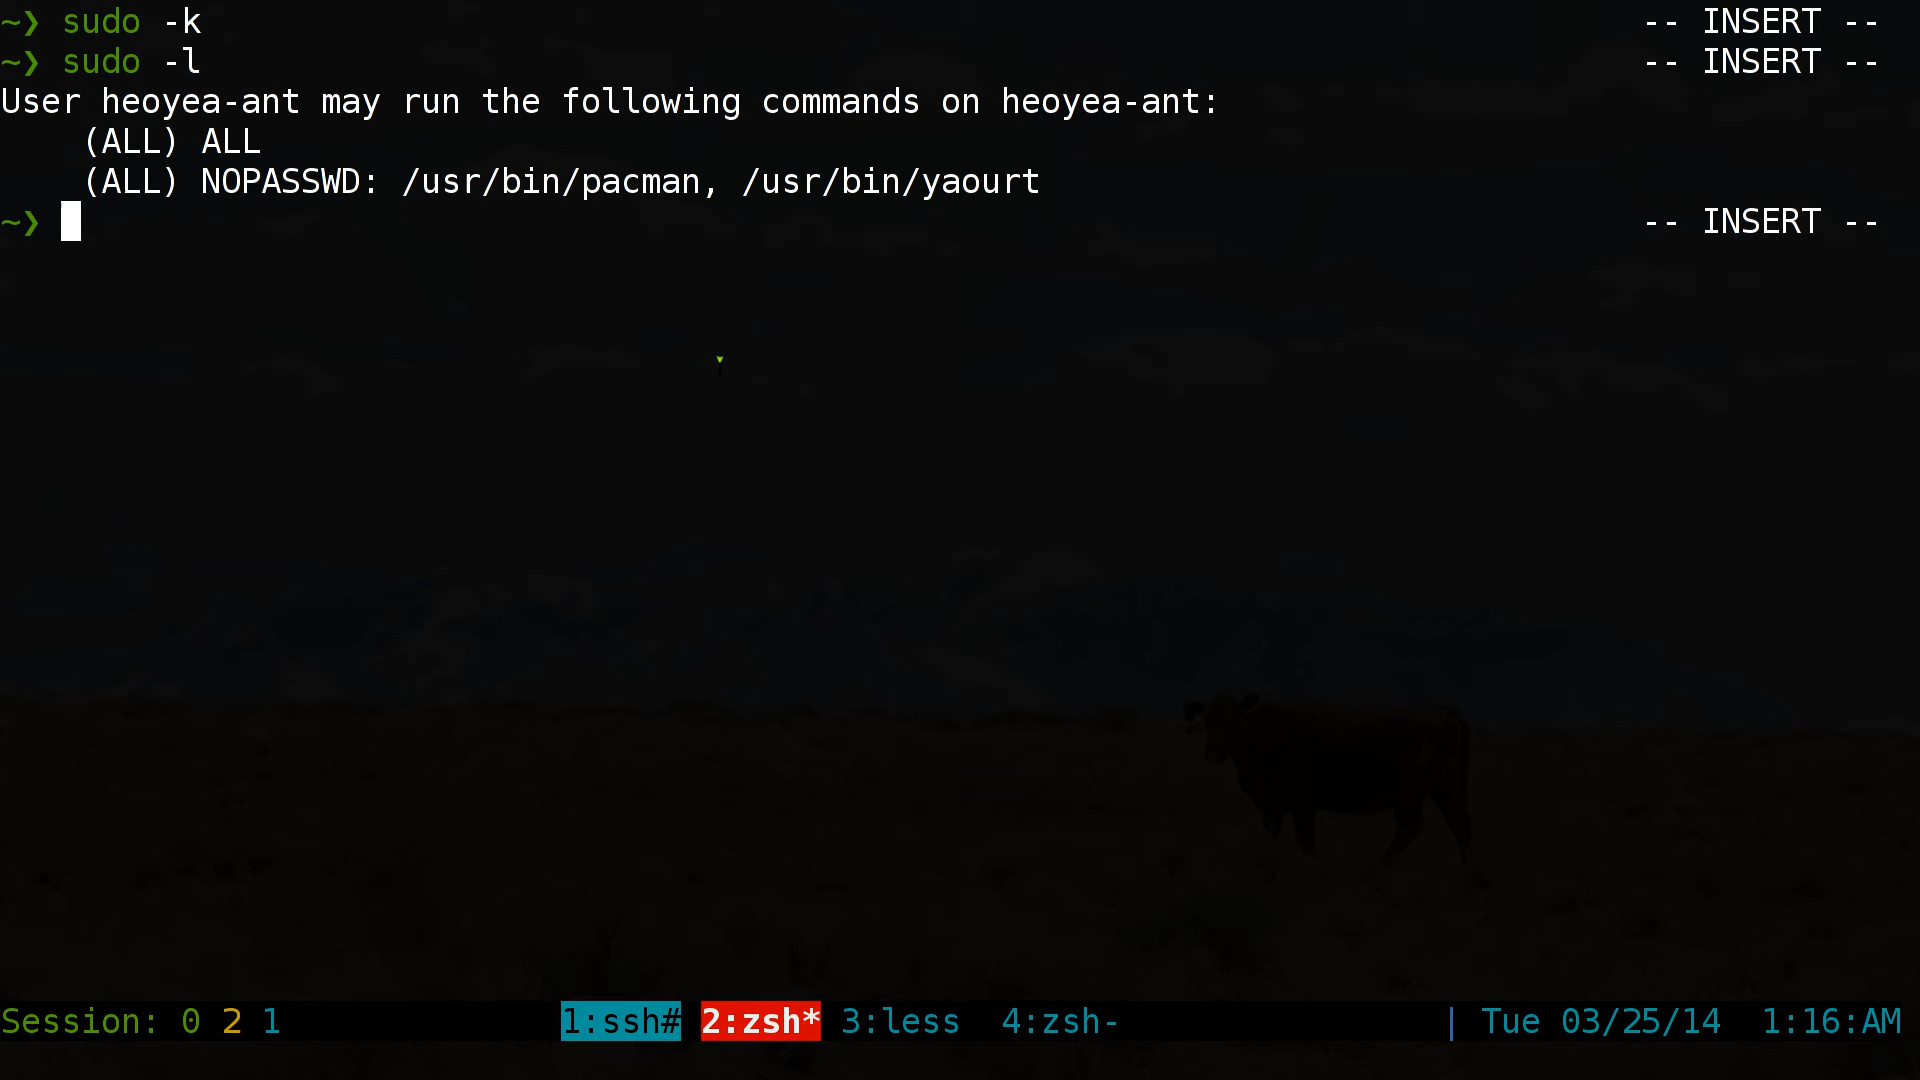 ~❯ sudo -k -- INSERT --
~❯ sudo -l -- INSERT --
User heoyea-ant may run the following commands on heoyea-ant:
(ALL) ALL
(ALL) NOPASSWD: /usr/bin/pacman, /usr/bin/yaourt
~❯ -- INSERT --
Session: 0 2 1 1:ssh# 2:zsh* 3:less 4:zsh- | Tue 03/25/14 1:16:AM